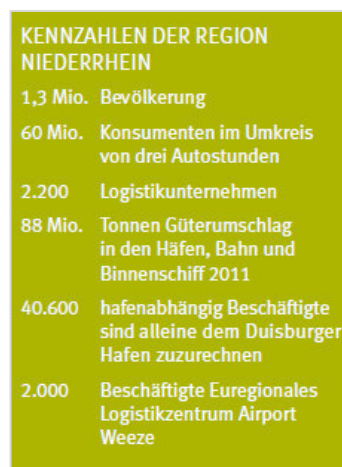 KENNZAHLEN DER REGION
NIEDERRHEIN
1,3 Mio. Bevölkerung
60 Mio. Konsumenten im Umkreis
von drei Autostunden
2.200 Logistikunternehmen
88 Mio. Tonnen Güterumschlag
in den Häfen, Bahn und
Binnenschiff 2011
40.600 hafenabhängig Beschäftigte
sind alleine dem Duisburger
Hafen zuzurechnen
2.000 Beschäftigte Euregionales
Logistikzentrum Airport
Weeze